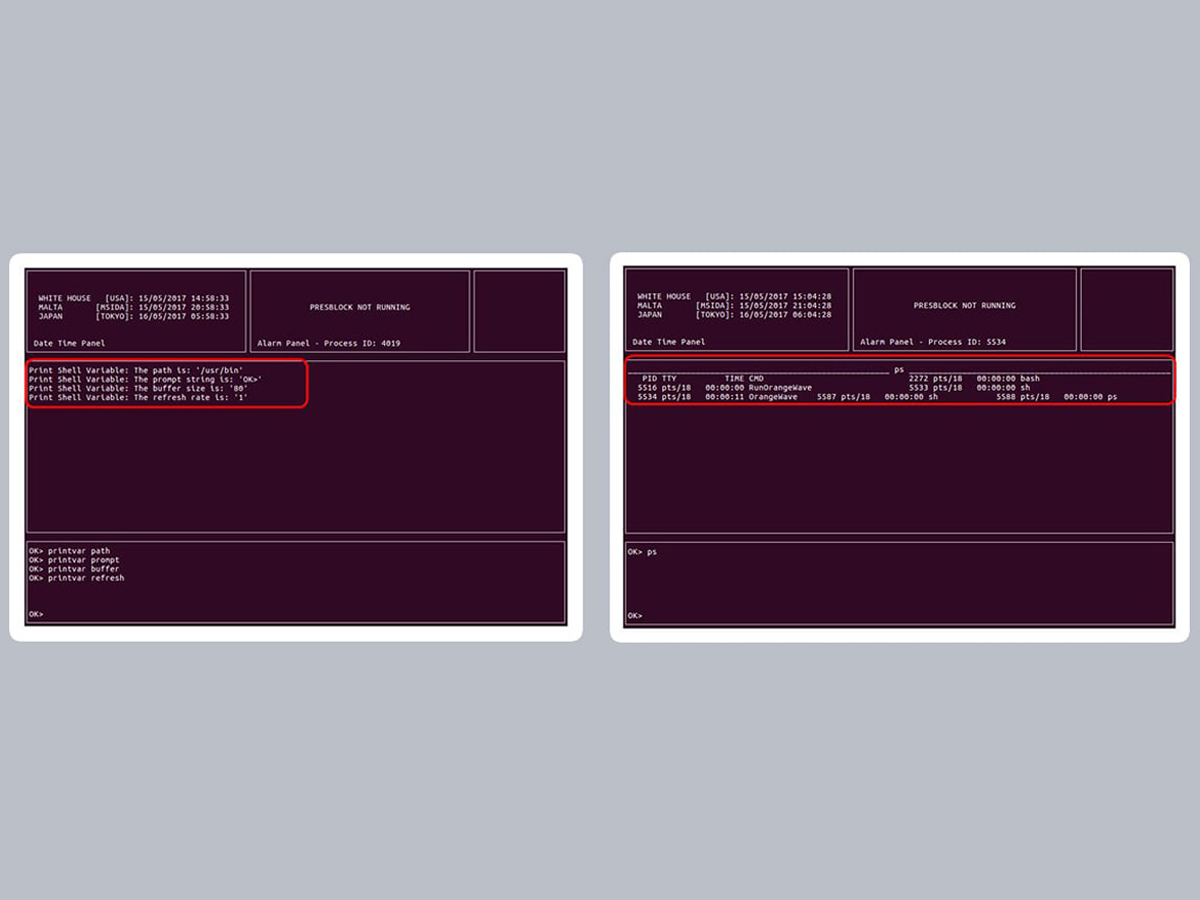 WHITE HOUSE [USA]: 15/05/2017 14:58:33
MALTA [MSIDA]: 15/05/2017 20:58:33
JAPAN [TOKYO]: 16/05/2017 05:58:33
Date Time Panel
PRESBLOCK NOT RUNNING
Alarm Panel - Process ID: 4019
Print Shell Variable: The path is: '/usr/bin'
Print Shell Variable: The prompt string is: 'OK>'
Print Shell Variable: The buffer size is: '80'
Print Shell Variable: The refresh rate is: '1'
OK> printvar path
OK> printvar prompt
OK> printvar buffer
OK> printvar refresh
OK>
WHITE HOUSE [USA]: 15/05/2017 15:04:28
MALTA [MSIDA]: 15/05/2017 21:04:28
JAPAN [TOKYO]: 16/05/2017 06:04:28
Date Time Panel
PRESBLOCK NOT RUNNING
Alarm Panel - Process ID: 5534
ps
PID TTY TIME CMD 2272 pts/18 00:00:00 bash
5516 pts/18 00:00:00 RunOrangeWave 5533 pts/18 00:00:00 sh
5534 pts/18 00:00:11 OrangeWave 5587 pts/18 00:00:00 sh 5588 pts/18 00:00:00 ps
OK> ps
OK>